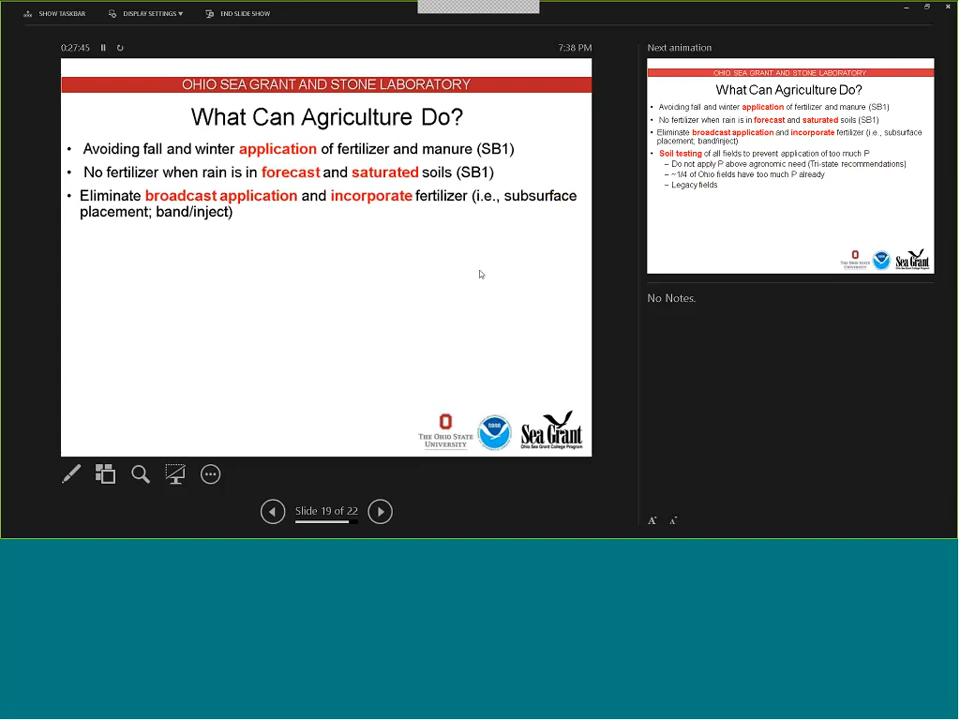 SHOW TASKBAR
DISPLAY SETTINGS ▾
END SLIDE SHOW
0:27:45
7:38 PM
OHIO SEA GRANT AND STONE LABORATORY
What Can Agriculture Do?
• Avoiding fall and winter application of fertilizer and manure (SB1)
• No fertilizer when rain is in forecast and saturated soils (SB1)
• Eliminate broadcast application and incorporate fertilizer (i.e., subsurface
placement; band/inject)
O
THE OHIO STATE
UNIVERSITY
noaa
Sea Grant
Ohio Sea Grant College Program
Slide 19 of 22
Next animation
OHIO SEA GRANT AND STONE LABORATORY
What Can Agriculture Do?
• Avoiding fall and winter application of fertilizer and manure (SB1)
• No fertilizer when rain is in forecast and saturated soils (SB1)
• Eliminate broadcast application and incorporate fertilizer (i.e., subsurface
placement; band/inject)
• Soil testing of all fields to prevent application of too much P
– Do not apply P above agronomic need (Tri-state recommendations)
– ~1/4 of Ohio fields have too much P already
– Legacy fields
O
THE OHIO STATE
UNIVERSITY
Sea Grant
No Notes.
A A